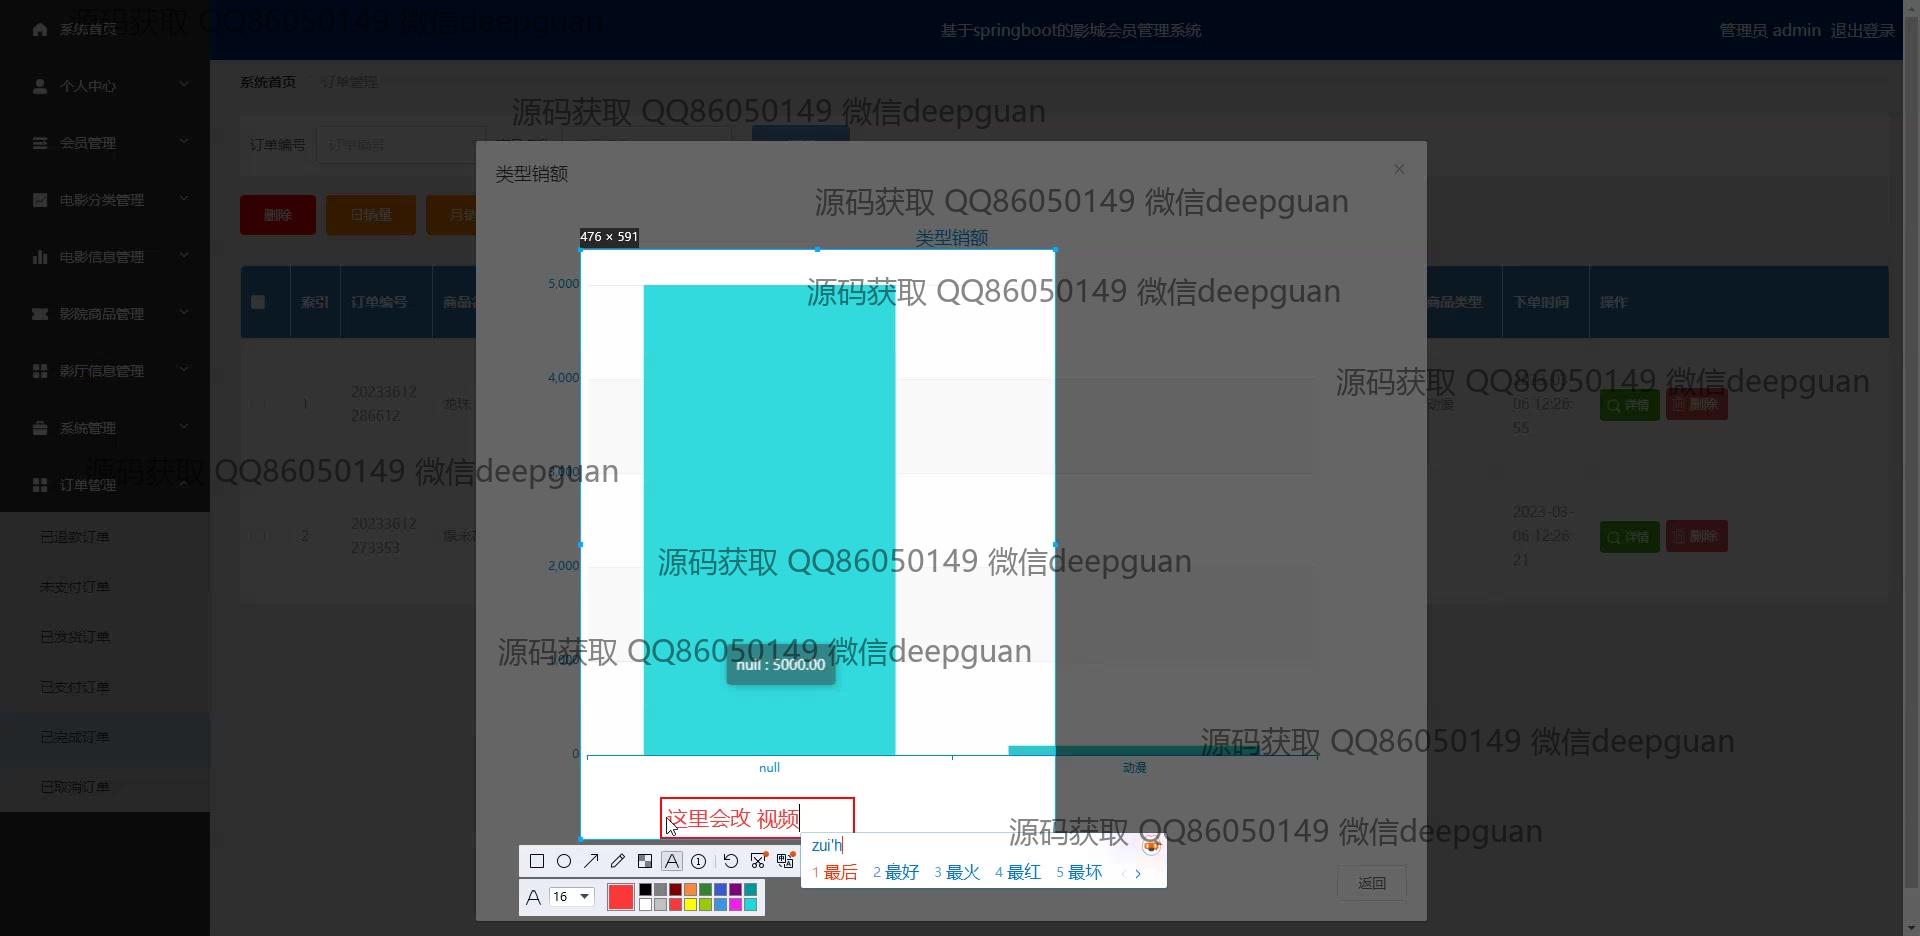 源码获取 QQ86050149 微信deepguan
系统首页
基于springboot的影城会员管理系统
管理员 admin 退出登录
个人中心
会员管理
电影分类管理
电影信息管理
影院商品管理
影厅信息管理
系统管理
订单管理
已退款订单
未支付订单
已发货订单
已支付订单
已完成订单
已取消订单
系统首页 订单管理
源码获取 QQ86050149 微信deepguan
订单编号 订单编号
删除 日销量 月销
索引 订单编号 商品名 商品类型 下单时间 操作
1 20233612286612 龙珠 动漫 06 12:26:55 详情 删除
2 20233612273353 爆米花 2023-03-06 12:26:21 详情 删除
类型销额
源码获取 QQ86050149 微信deepguan
476 × 591
类型销额
源码获取 QQ86050149 微信deepguan
5,000
4,000
3,000
2,000
1,000
0
源码获取 QQ86050149 微信deepguan
源码获取 QQ86050149 微信deepguan
源码获取 QQ86050149 微信deepguan
源码获取 QQ86050149 微信deepguan
null : 5000.00
源码获取 QQ86050149 微信deepguan
null 动漫
这里会改 视频
源码获取 QQ86050149 微信deepguan
zui'h
1 最后 2 最好 3 最火 4 最红 5 最坏
A 16
返回